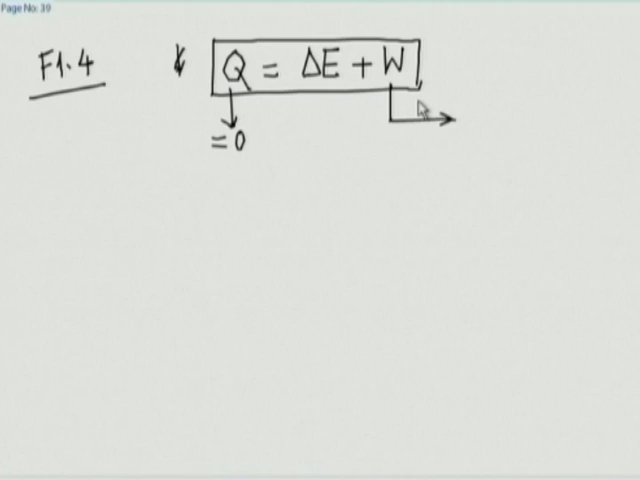 Page No: 39
F1.4
Q = ΔE + W
= 0